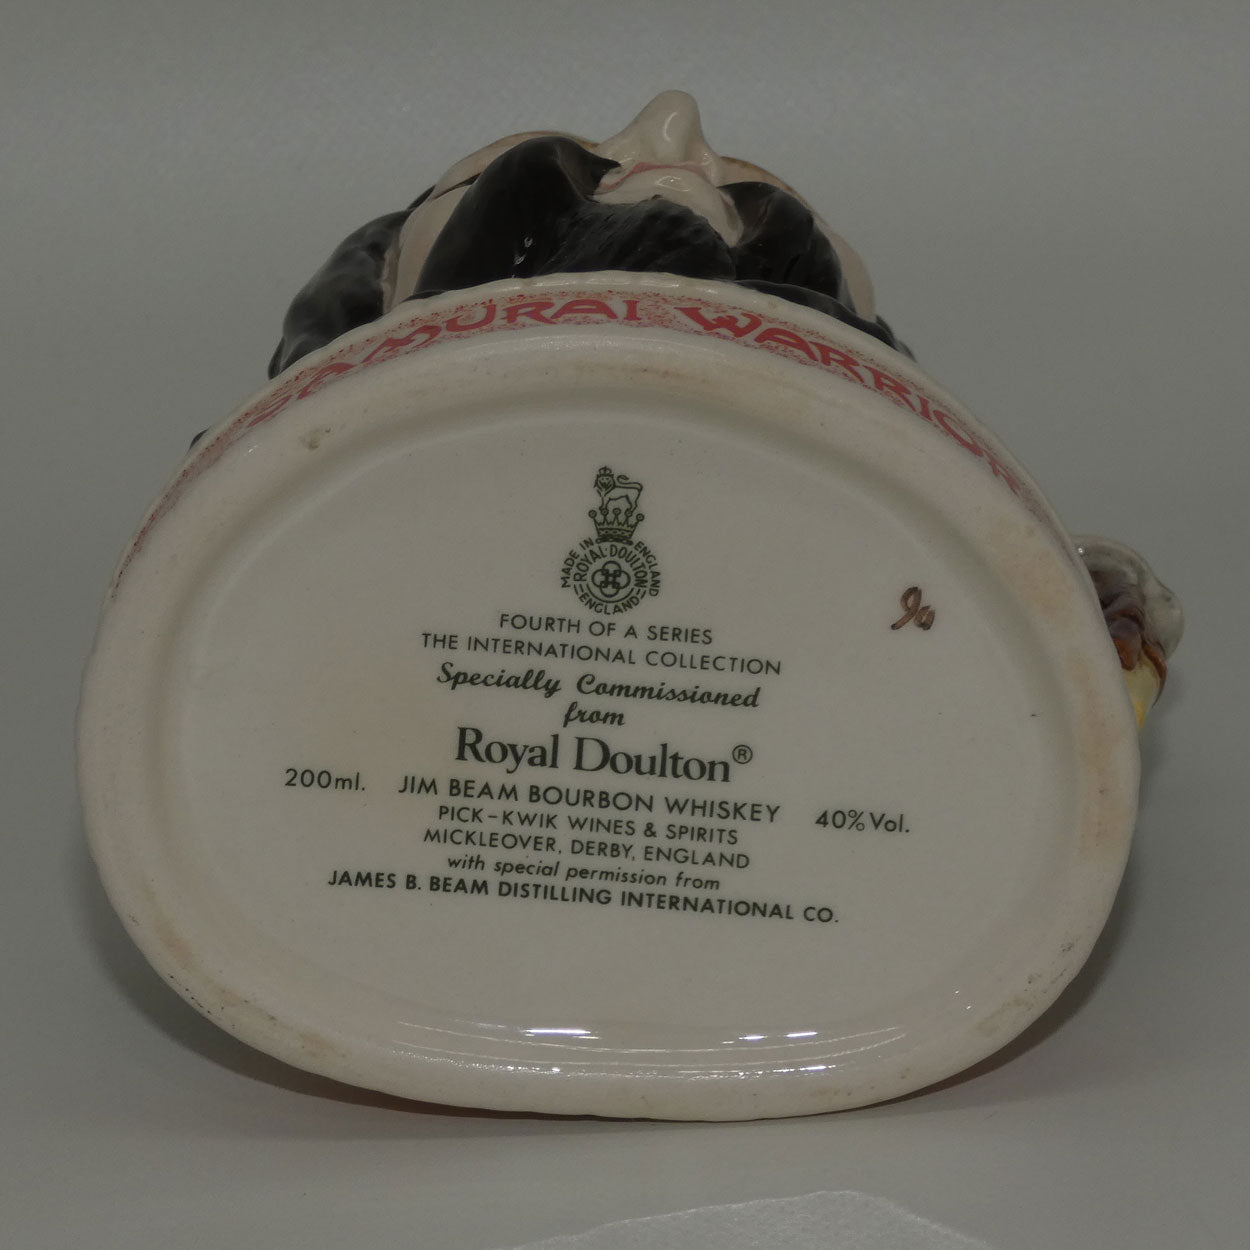 SAMURAI WARRIOR
MADE IN ENGLAND
ROYAL·DOULTON
ENGLAND
FOURTH OF A SERIES
THE INTERNATIONAL COLLECTION
Specially Commissioned
from
Royal Doulton®
200ml. JIM BEAM BOURBON WHISKEY 40% Vol.
PICK-KWIK WINES & SPIRITS
MICKLEOVER, DERBY, ENGLAND
with special permission from
JAMES B. BEAM DISTILLING INTERNATIONAL CO.